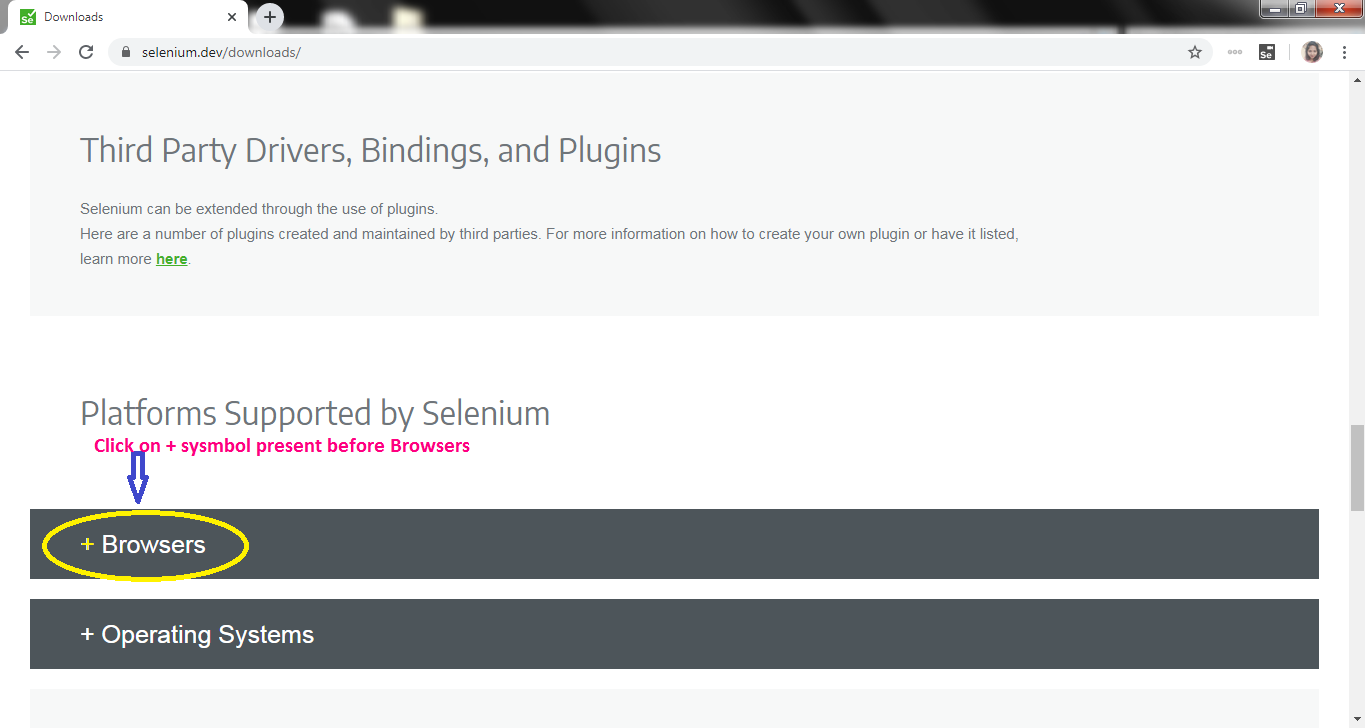 Downloads
selenium.dev/downloads/
Se
Third Party Drivers, Bindings, and Plugins
Selenium can be extended through the use of plugins.
Here are a number of plugins created and maintained by third parties. For more information on how to create your own plugin or have it listed,
learn more here.
Platforms Supported by Selenium
Click on + sysmbol present before Browsers
+ Browsers
+ Operating Systems